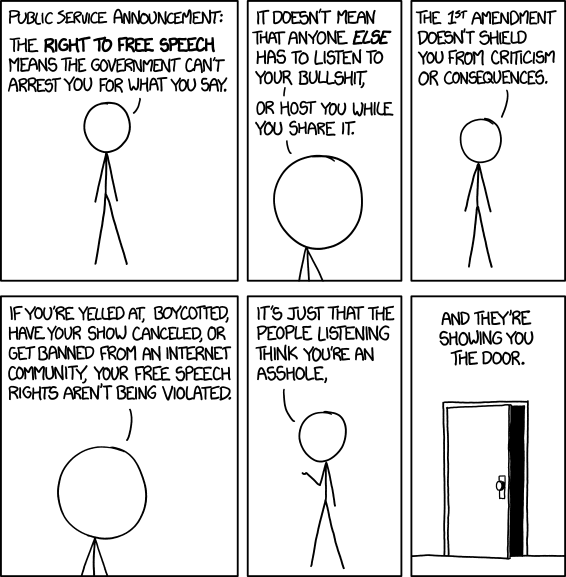 PUBLIC SERVICE ANNOUNCEMENT:
THE RIGHT TO FREE SPEECH
MEANS THE GOVERNMENT CAN'T
ARREST YOU FOR WHAT YOU SAY.
IT DOESN'T MEAN
THAT ANYONE ELSE
HAS TO LISTEN TO
YOUR BULLSHIT,
OR HOST YOU WHILE
YOU SHARE IT.
THE 1ST AMENDMENT
DOESN'T SHIELD
YOU FROM CRITICISM
OR CONSEQUENCES.
IF YOU'RE YELLED AT, BOYCOTTED,
HAVE YOUR SHOW CANCELED, OR
GET BANNED FROM AN INTERNET
COMMUNITY, YOUR FREE SPEECH
RIGHTS AREN'T BEING VIOLATED.
IT'S JUST THAT THE
PEOPLE LISTENING
THINK YOU'RE AN
ASSHOLE,
AND THEY'RE
SHOWING YOU
THE DOOR.